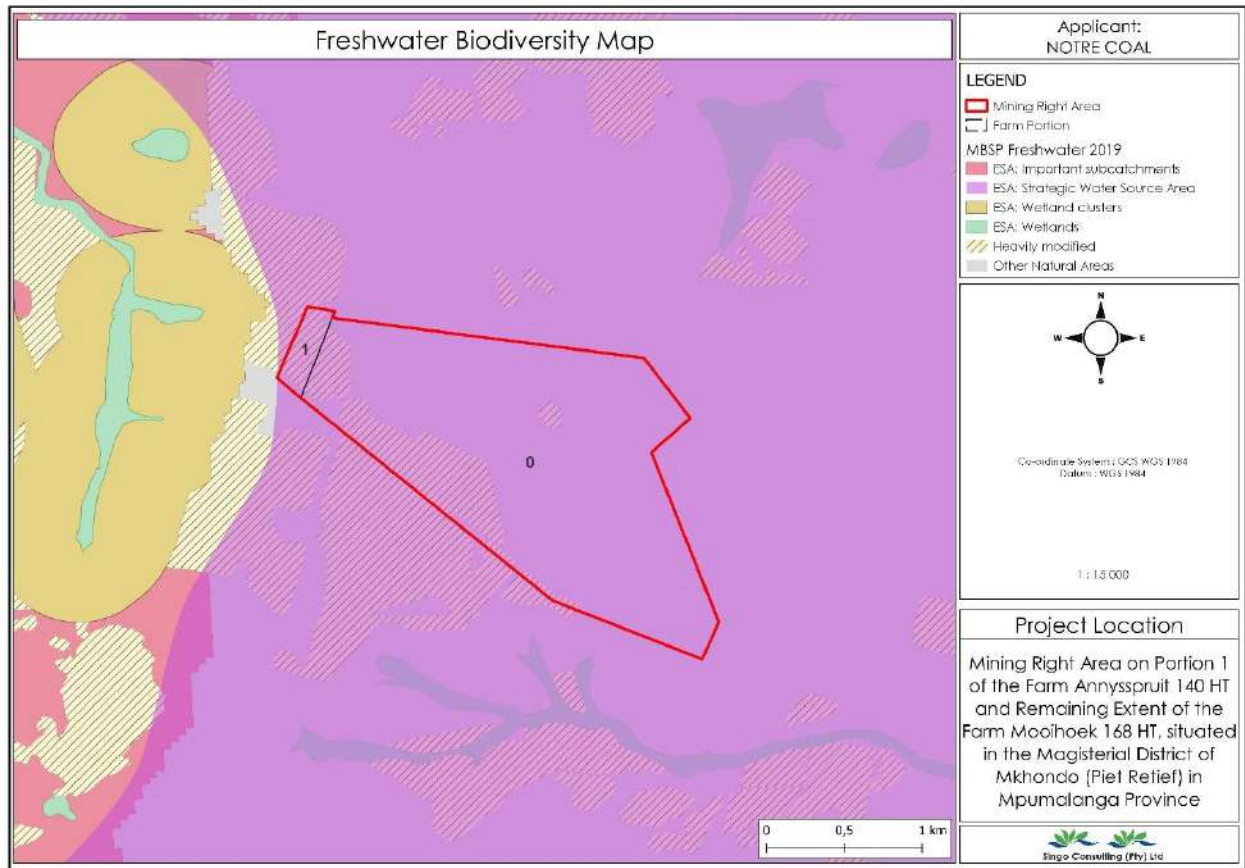 Freshwater Biodiversity Map
1
0
0
0,5
1 km
Applicant:
NOTRE COAL
LEGEND
Mining Right Area
Farm Portion
MBSP Freshwater 2019
ESA: Important subcatchments
ESA: Strategic Water Source Area
ESA: Wetland clusters
ESA: Wetlands
Heavily modified
Other Natural Areas
N
W
E
S
Co-ordinate System : GCS WGS 1984
Datum : WGS 1984
1 : 15 000
Project Location
Mining Right Area on Portion 1
of the Farm Annysspruit 140 HT
and Remaining Extent of the
Farm Mooihoek 168 HT, situated
in the Magisterial District of
Mkhondo (Piet Retief) in
Mpumalanga Province
Singo Consulting (Pty) Ltd